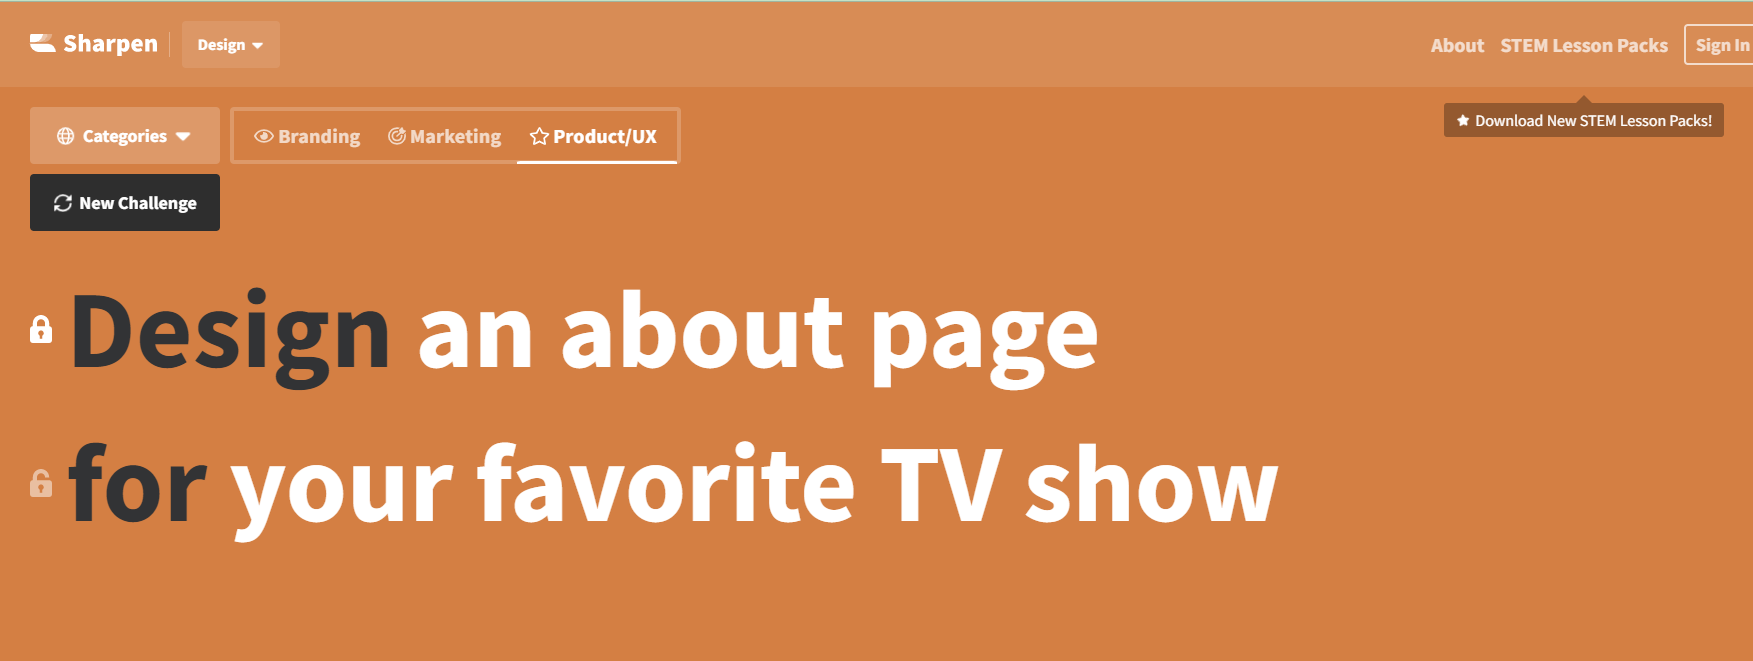 Sharpen
Design
About
STEM Lesson Packs
Sign In
Categories
Branding
Marketing
Product/UX
Download New STEM Lesson Packs!
New Challenge
Design an about page
for your favorite TV show